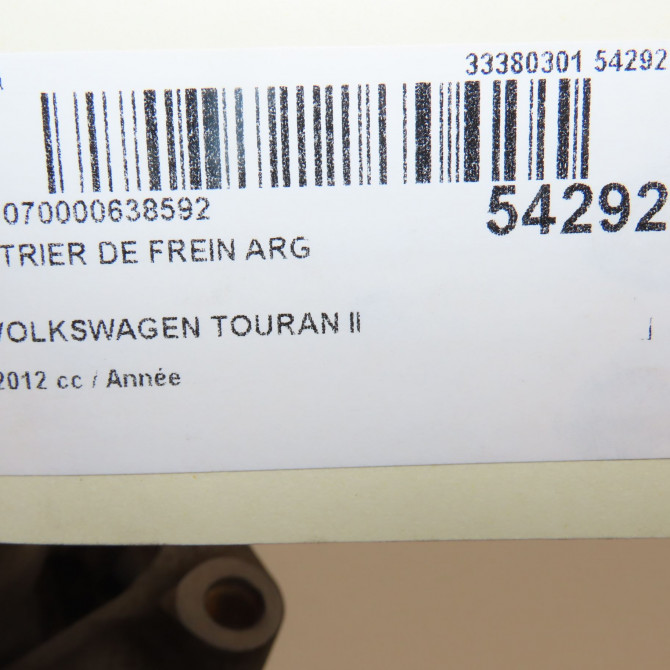 33380301 54292
070000638592
54292
TRIER DE FREIN ARG
VOLKSWAGEN TOURAN II
2012 cc / Année